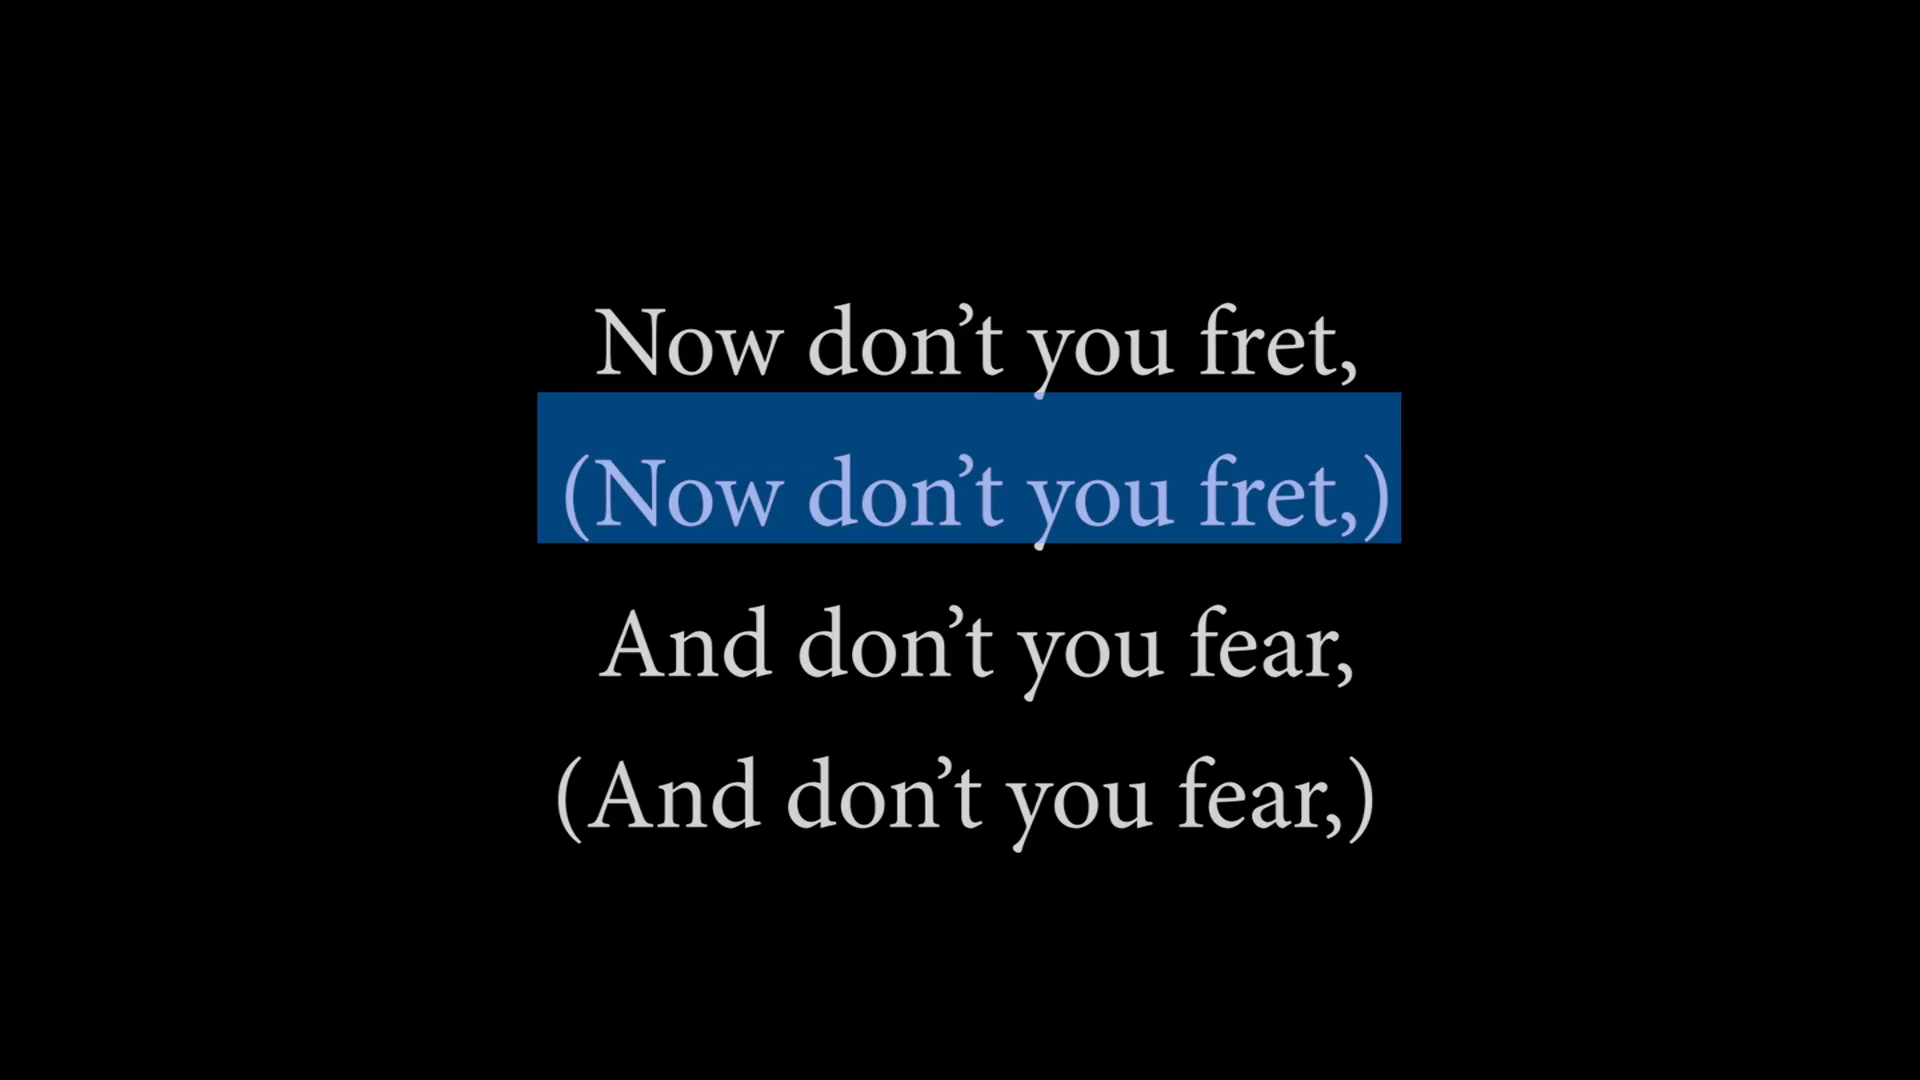 Now don’t you fret,
(Now don’t you fret,)
And don’t you fear,
(And don’t you fear,)